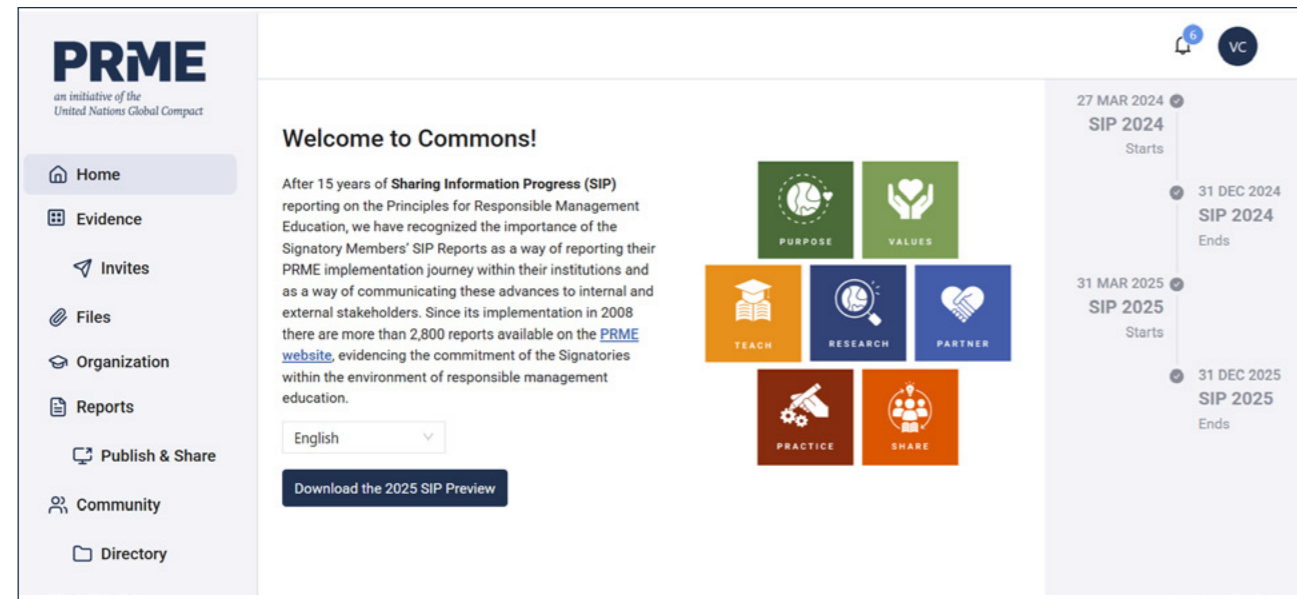 PRiME
an initiative of the
United Nations Global Compact
Home
Evidence
Invites
Files
Organization
Reports
Publish & Share
Community
Directory
6
VC
Welcome to Commons!
After 15 years of Sharing Information Progress (SIP)
reporting on the Principles for Responsible Management
Education, we have recognized the importance of the
Signatory Members' SIP Reports as a way of reporting their
PRME implementation journey within their institutions and
as a way of communicating these advances to internal and
external stakeholders. Since its implementation in 2008
there are more than 2,800 reports available on the PRME
website, evidencing the commitment of the Signatories
within the environment of responsible management
education.
English
Download the 2025 SIP Preview
PURPOSE
VALUES
TEACH
RESEARCH
PARTNER
PRACTICE
SHARE
27 MAR 2024
SIP 2024
Starts
31 DEC 2024
SIP 2024
Ends
31 MAR 2025
SIP 2025
Starts
31 DEC 2025
SIP 2025
Ends